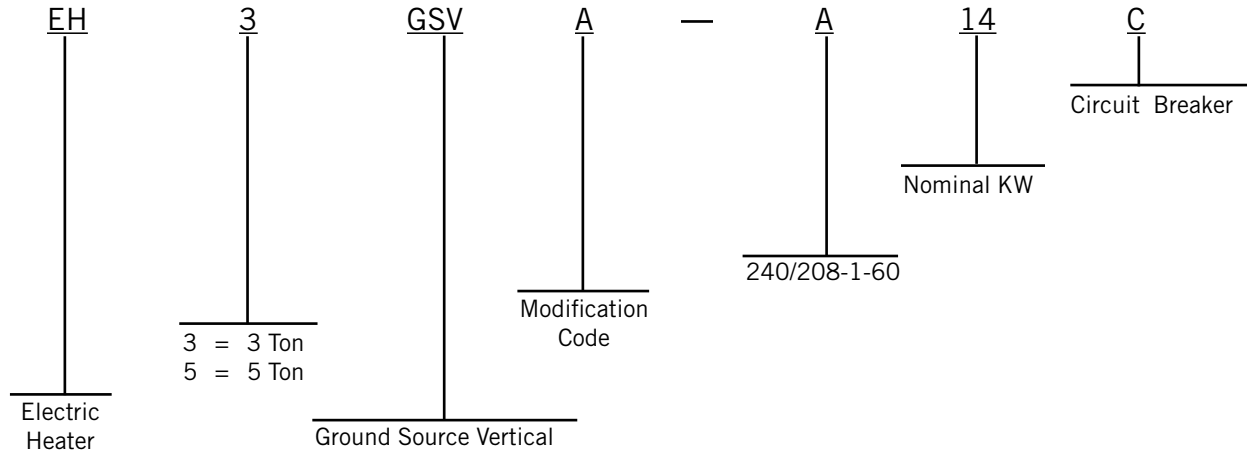 EH 3 GSV A — A 14 C
Circuit Breaker
Nominal KW
240/208-1-60
Modification
Code
3 = 3 Ton
5 = 5 Ton
Electric
Heater
Ground Source Vertical